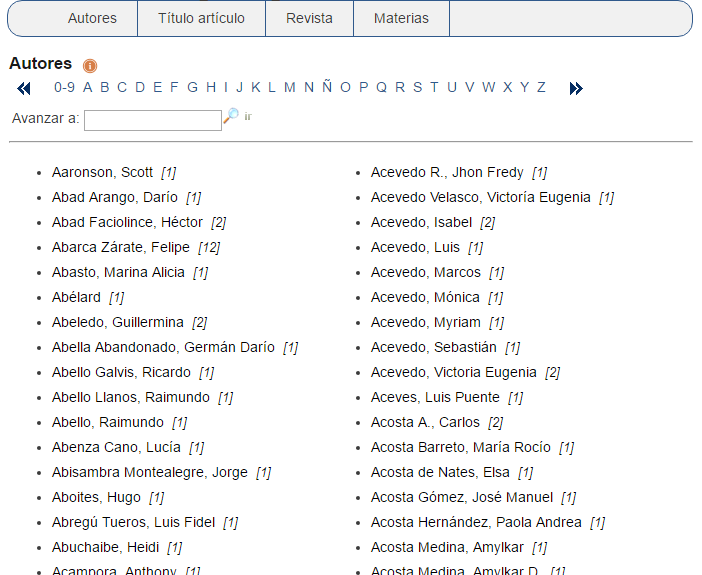 Autores Título artículo Revista Materias
Autores
0-9 A B C D E F G H I J K L M N Ñ O P Q R S T U V W X Y Z
Avanzar a: ir
Aaronson, Scott [1]
Abad Arango, Darío [1]
Abad Faciolince, Héctor [2]
Abarca Zárate, Felipe [12]
Abasto, Marina Alicia [1]
Abélard [1]
Abeledo, Guillermina [2]
Abella Abandonado, Germán Darío [1]
Abello Galvis, Ricardo [1]
Abello Llanos, Raimundo [1]
Abello, Raimundo [1]
Abenza Cano, Lucía [1]
Abisambra Montealegre, Jorge [1]
Aboites, Hugo [1]
Abregú Tueros, Luis Fidel [1]
Abuchaibe, Heidi [1]
Acampora, Anthony [1]
Acevedo R., Jhon Fredy [1]
Acevedo Velasco, Victoría Eugenia [1]
Acevedo, Isabel [2]
Acevedo, Luis [1]
Acevedo, Marcos [1]
Acevedo, Mónica [1]
Acevedo, Myriam [1]
Acevedo, Sebastián [1]
Acevedo, Victoria Eugenia [2]
Aceves, Luis Puente [1]
Acosta A., Carlos [2]
Acosta Barreto, María Rocío [1]
Acosta de Nates, Elsa [1]
Acosta Gómez, José Manuel [1]
Acosta Hernández, Paola Andrea [1]
Acosta Medina, Amylkar [1]
Acosta Medina, Amylkar D. [1]